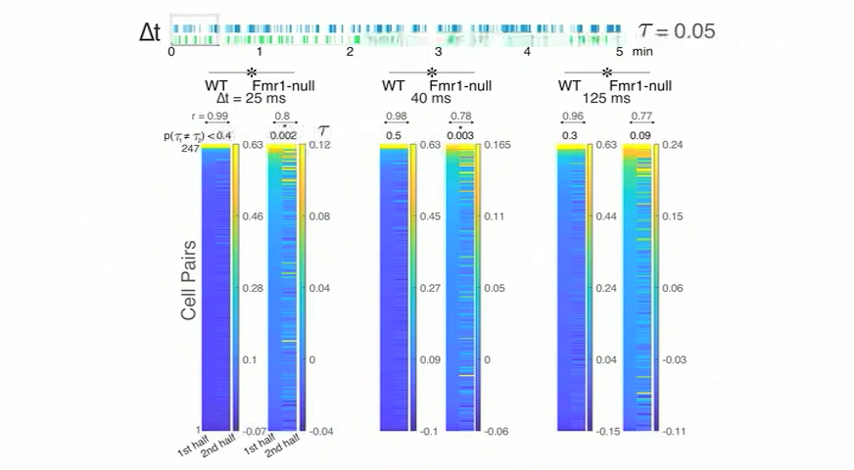 Δt
τ = 0.05
0 1 2 3 4 5 min
* * *
WT Fmr1-null WT Fmr1-null WT Fmr1-null
Δt = 25 ms 40 ms 125 ms
r = 0.99 0.8 0.98 0.78 0.96 0.77
* τ *
p(τ₁ ≠ τ₂) < 0.4 0.002 0.5 0.003 0.3 0.09
247 0.63 0.12 0.63 0.165 0.63 0.24
0.46 0.08 0.45 0.11 0.44 0.15
Cell Pairs
0.28 0.04 0.27 0.05 0.24 0.06
0.1 0 0.09 0 0.04 -0.03
1 -0.07 -0.04 -0.1 -0.06 -0.15 -0.11
1st half 2nd half 1st half 2nd half